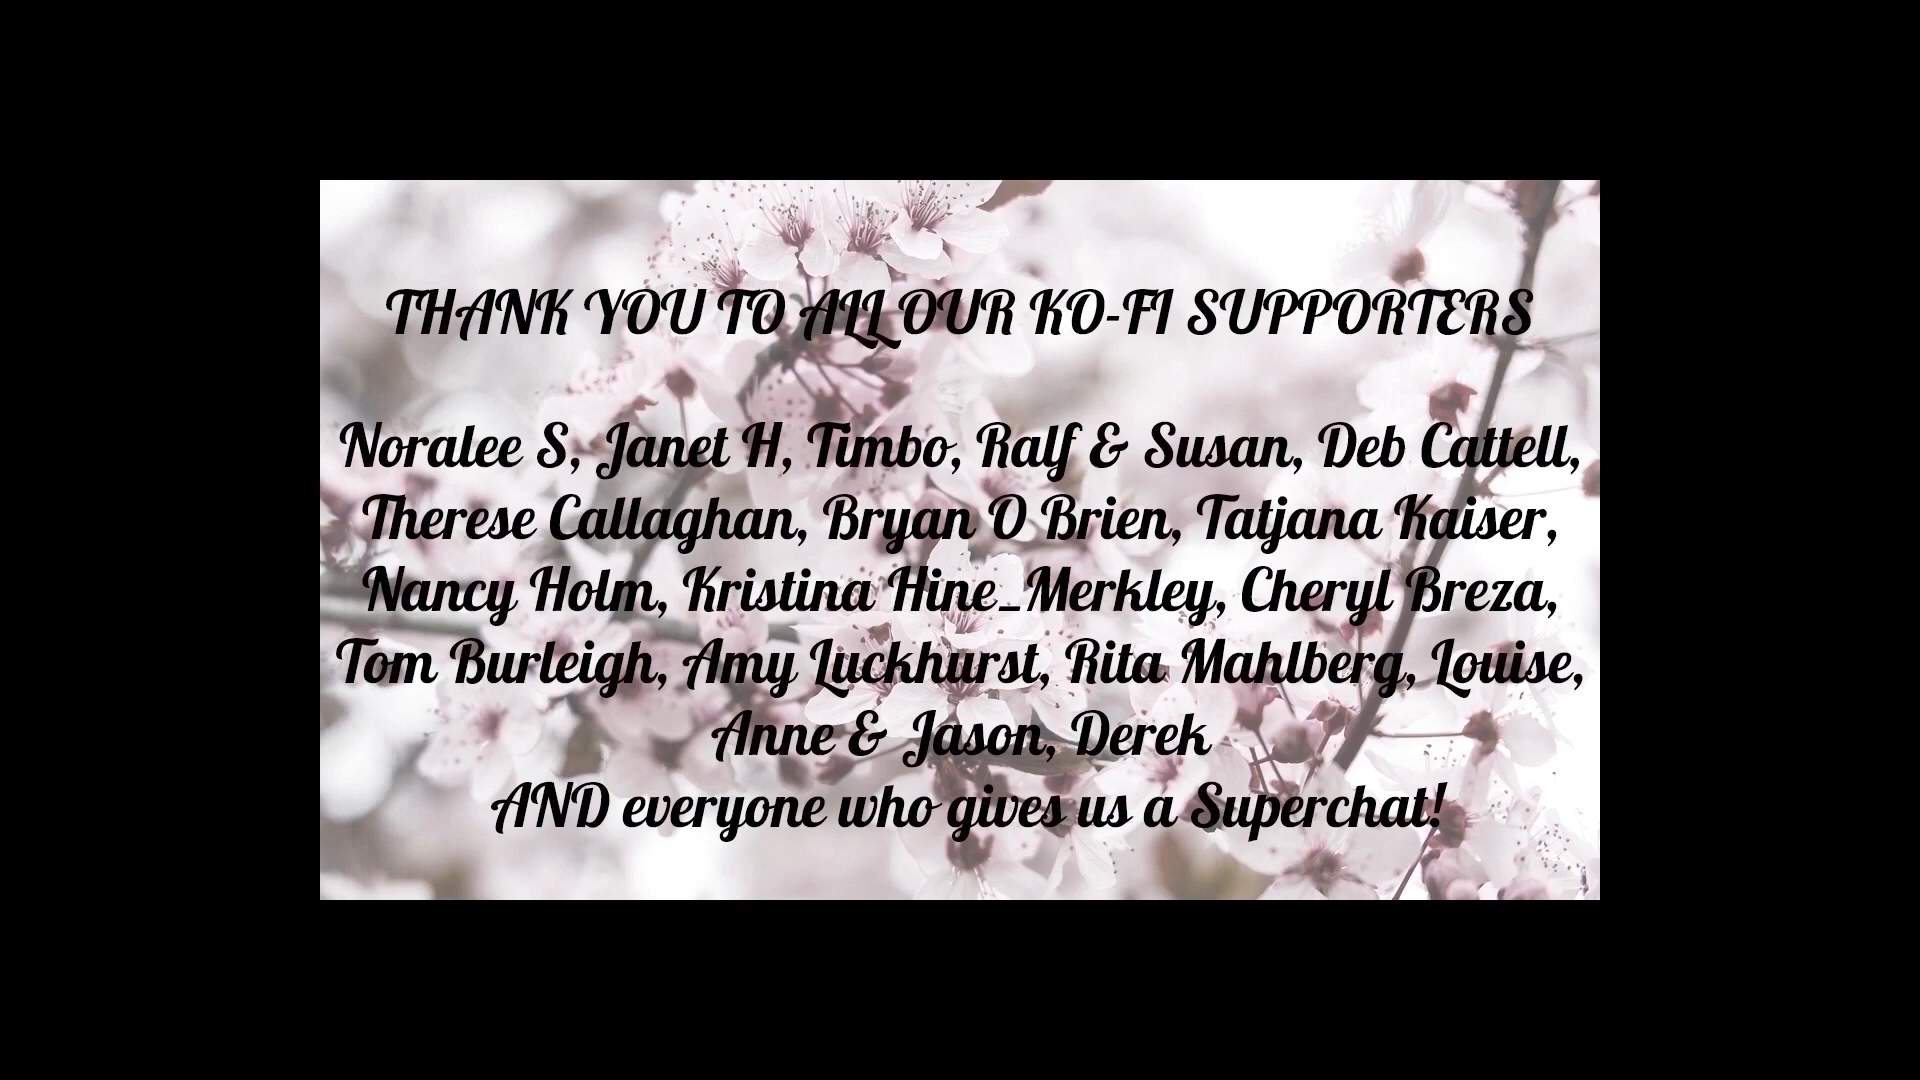 THANK YOU TO ALL OUR KO-FI SUPPORTERS
Noralee S, Janet H, Timbo, Ralf & Susan, Deb Cattell,
Therese Callaghan, Bryan O Brien, Tatjana Kaiser,
Nancy Holm, Kristina Hine_Merkley, Cheryl Breza,
Tom Burleigh, Amy Luckhurst, Rita Mahlberg, Louise,
Anne & Jason, Derek
AND everyone who gives us a Superchat!